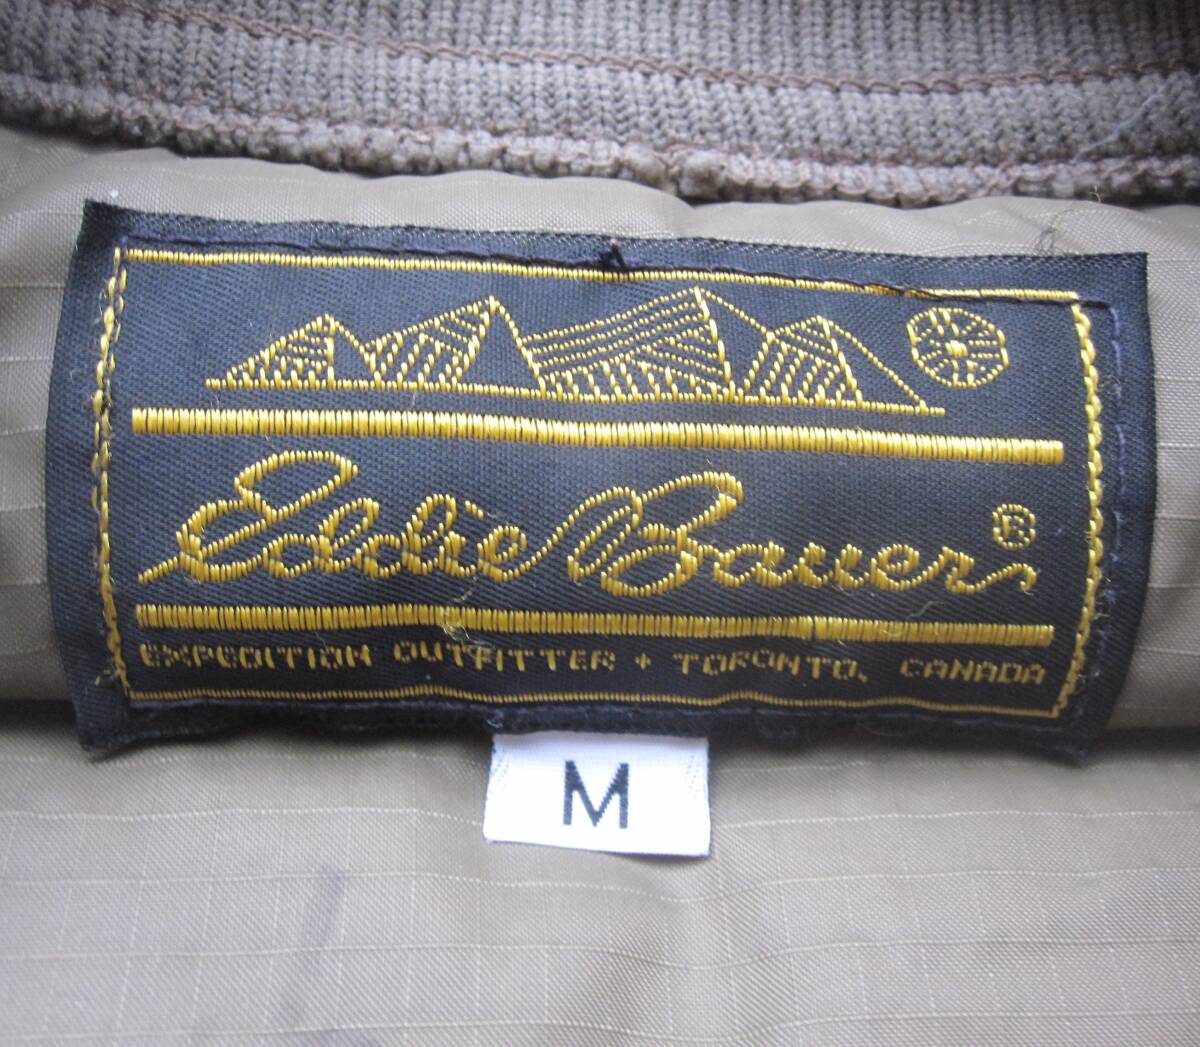 Eddie Bauer ®
EXPEDITION OUTFITTER + TORONTO, CANADA
M